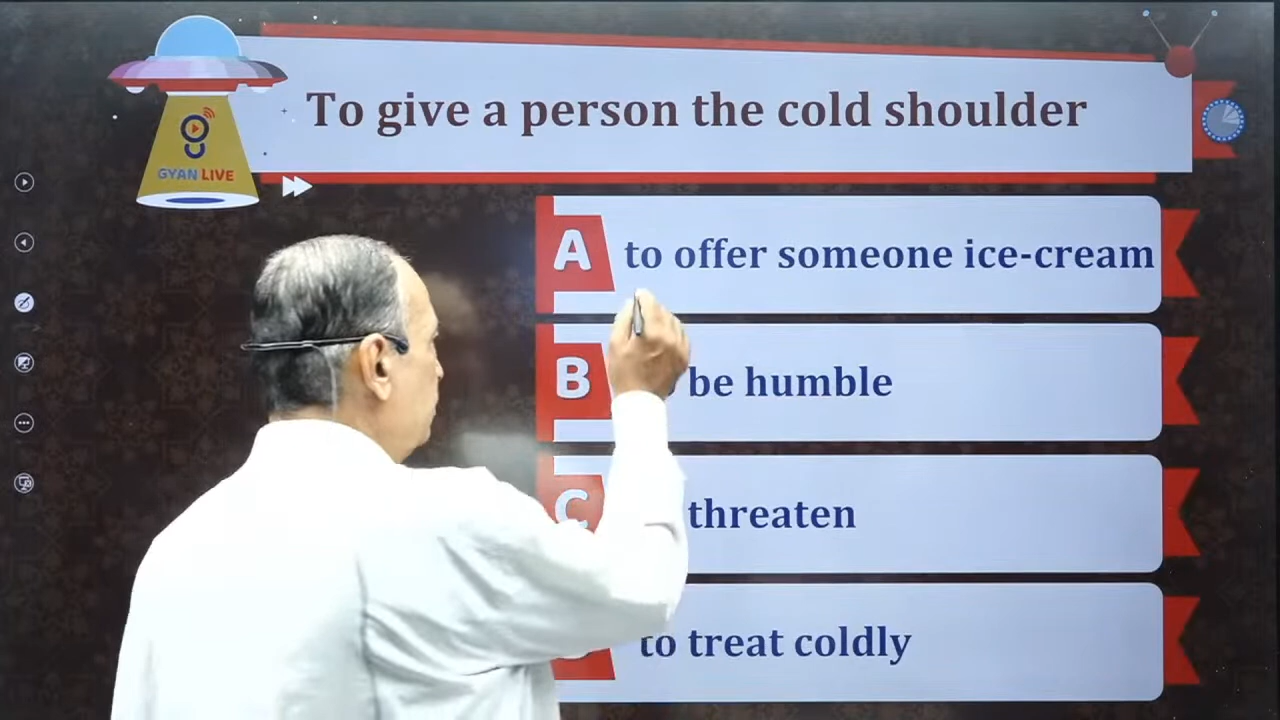 To give a person the cold shoulder
GYAN LIVE
A to offer someone ice-cream
B be humble
C threaten
to treat coldly